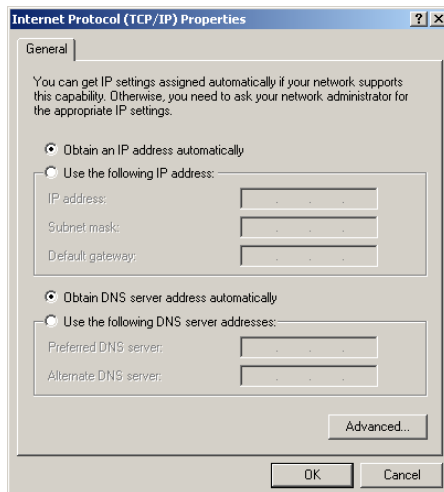 Internet Protocol (TCP/IP) Properties
General
You can get IP settings assigned automatically if your network supports
this capability. Otherwise, you need to ask your network administrator for
the appropriate IP settings.
Obtain an IP address automatically
Use the following IP address:
IP address:
Subnet mask:
Default gateway:
Obtain DNS server address automatically
Use the following DNS server addresses:
Preferred DNS server:
Alternate DNS server:
Advanced...
OK
Cancel